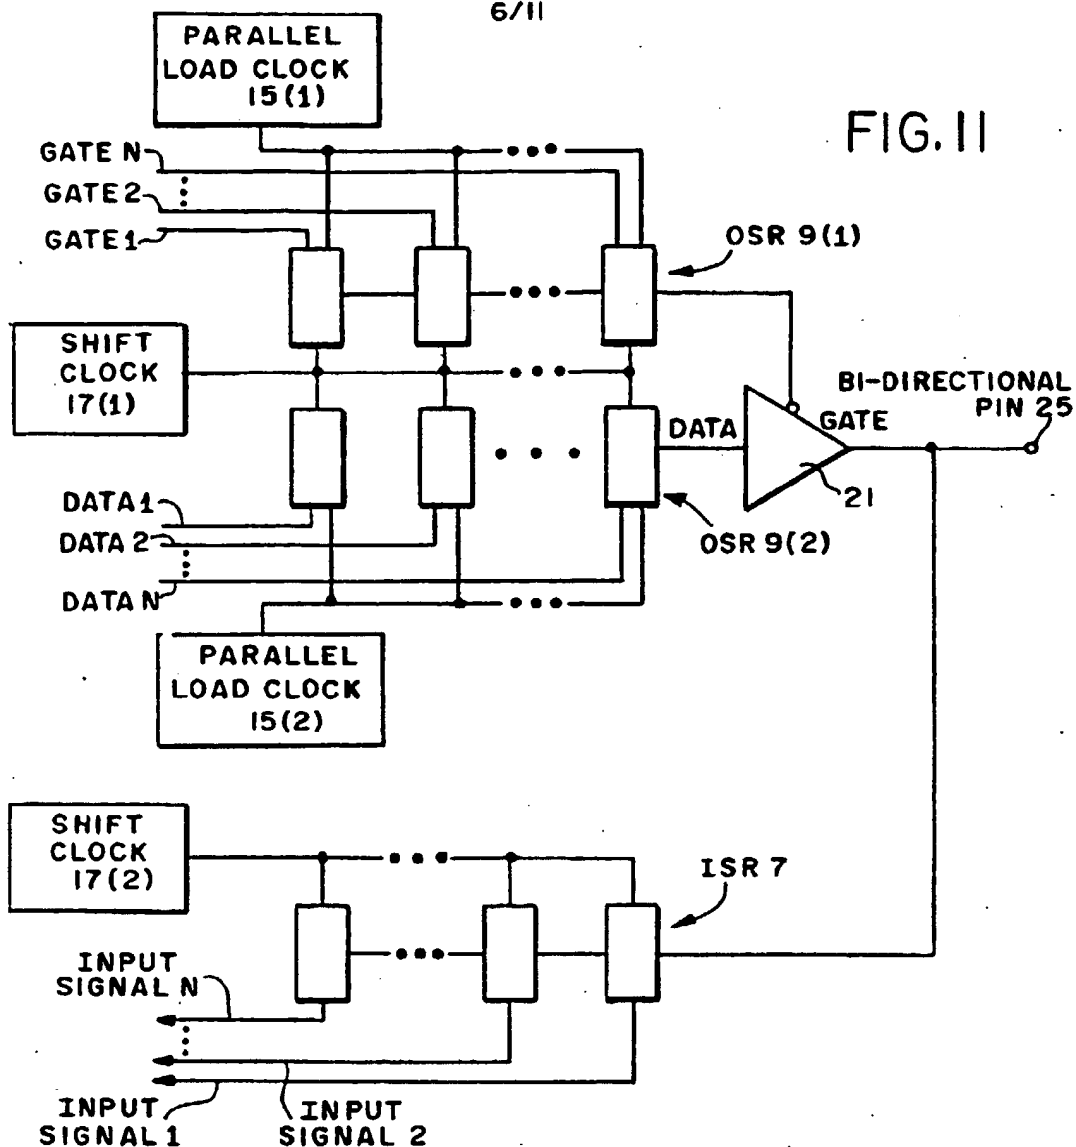 6/11
PARALLEL
LOAD CLOCK
15(1)
FIG. 11
GATE N
GATE 2
GATE 1
OSR 9(1)
SHIFT
CLOCK
17(1)
BI-DIRECTIONAL
PIN 25
DATA
GATE
21
DATA 1
DATA 2
DATA N
OSR 9(2)
PARALLEL
LOAD CLOCK
15(2)
SHIFT
CLOCK
17(2)
ISR 7
INPUT
SIGNAL N
INPUT
SIGNAL 1
INPUT
SIGNAL 2